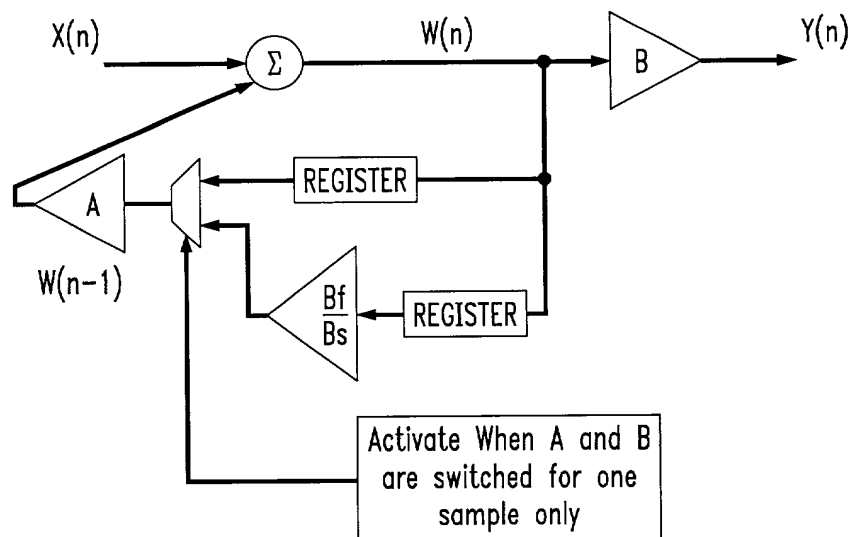 X(n)
Σ
W(n)
B
Y(n)
REGISTER
A
W(n-1)
Bf
Bs
REGISTER
Activate When A and B
are switched for one
sample only